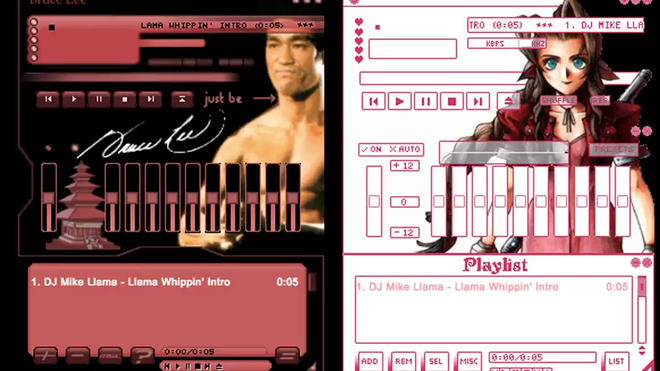 Bruce Lee
LAMA WHIPPIN' INTRO (0:05) ***
just be
Bruce Lee
1. DJ Mike Llama - Llama Whippin' Intro 0:05
0:00/0:05
TRO (0:05) *** 1. DJ MIKE LLA
KBPS KHZ
SHUFFLE REP
ON AUTO PRESETS
+ 12
0
- 12
Playlist
1. DJ Mike Llama - Llama Whippin' Intro 0:05
0:00/0:05
ADD REM SEL MISC LIST